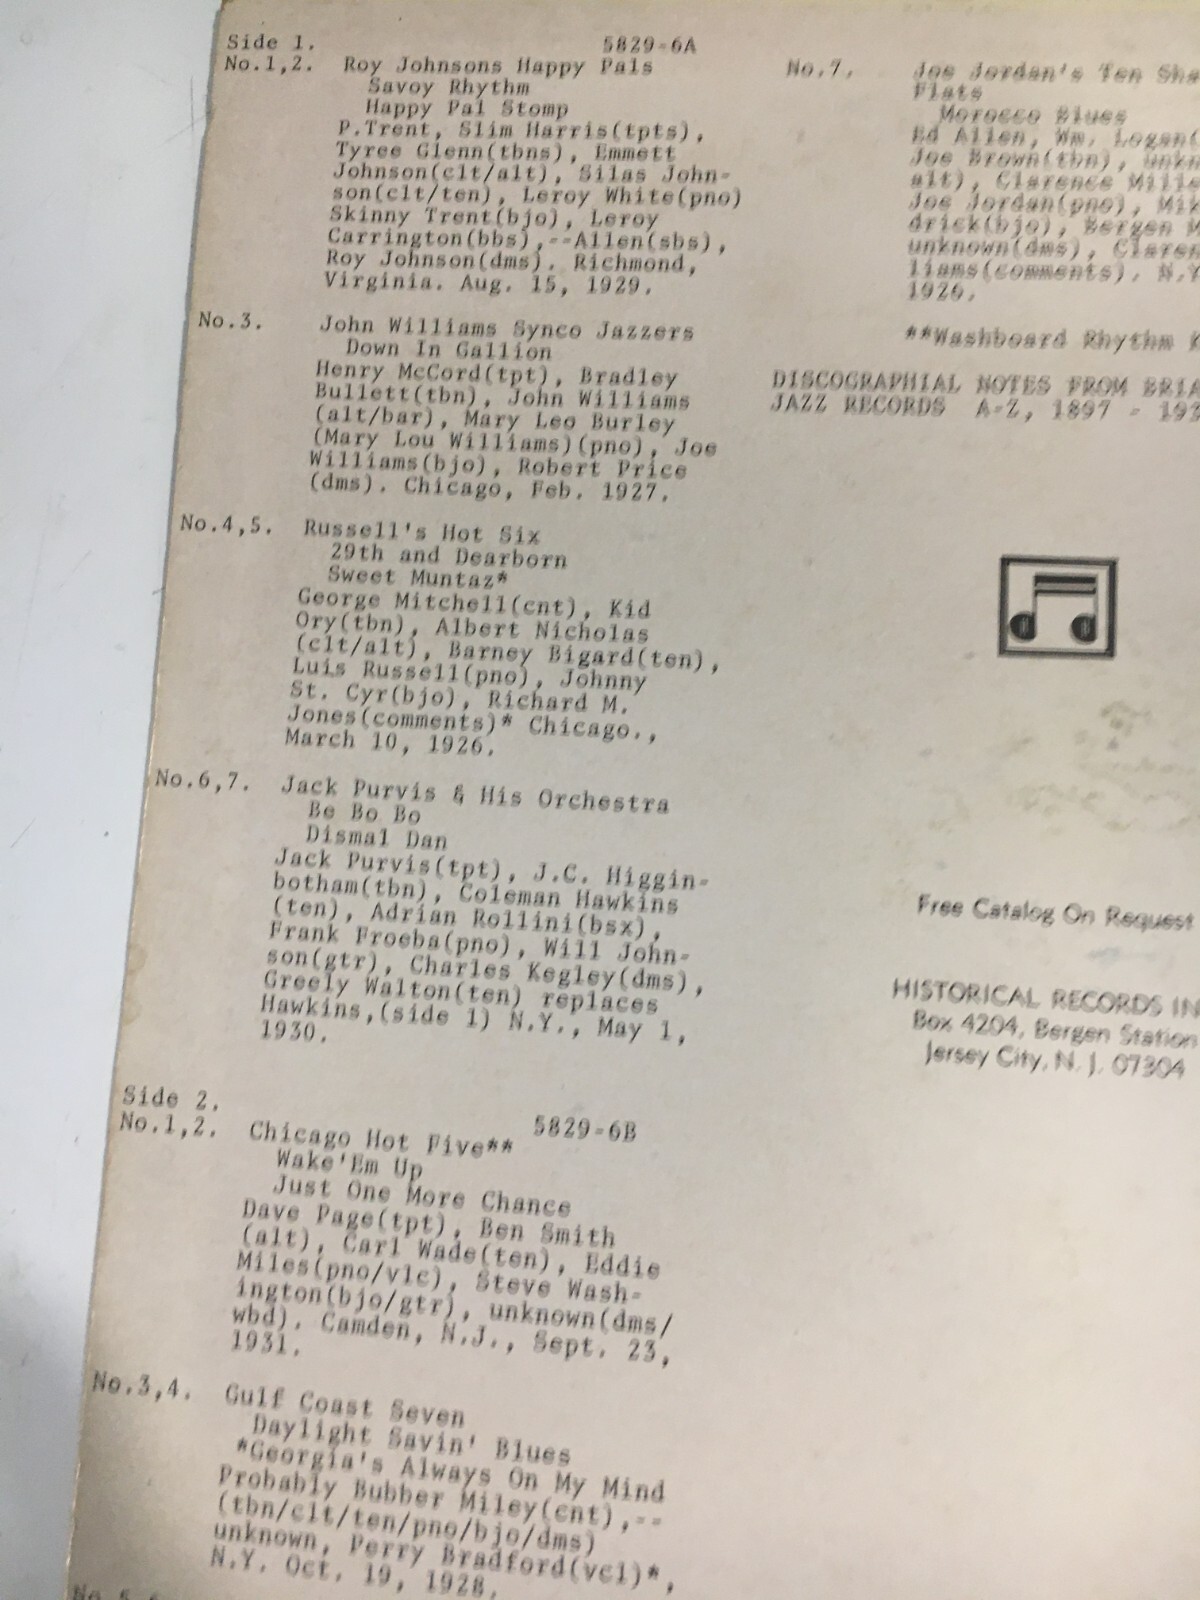 Side 1. 5829-6A
No.1,2. Roy Johnsons Happy Pals
Savoy Rhythm
Happy Pal Stomp
P.Trent, Slim Harris(tpts),
Tyree Glenn(tbns), Emmett
Johnson(clt/alt), Silas John-
son(clt/ten), Leroy White(pno)
Skinny Trent(bjo), Leroy
Carrington(bbs),--Allen(sbs),
Roy Johnson(dms). Richmond,
Virginia. Aug. 15, 1929.
No.3. John Williams Synco Jazzers
Down In Gallion
Henry McCord(tpt), Bradley
Bullett(tbn), John Williams
(alt/bar), Mary Leo Burley
(Mary Lou Williams)(pno), Joe
Williams(bjo), Robert Price
(dms). Chicago, Feb. 1927.
No.4,5. Russell's Hot Six
29th and Dearborn
Sweet Muntaz*
George Mitchell(cnt), Kid
Ory(tbn), Albert Nicholas
(clt/alt), Barney Bigard(ten),
Luis Russell(pno), Johnny
St. Cyr(bjo), Richard M.
Jones(comments)* Chicago.,
March 10, 1926.
No.6,7. Jack Purvis & His Orchestra
Be Bo Bo
Dismal Dan
Jack Purvis(tpt), J.C. Higgin-
botham(tbn), Coleman Hawkins
(ten), Adrian Rollini(bsx),
Frank Froeba(pno), Will John-
son(gtr), Charles Kegley(dms),
Greely Walton(ten) replaces
Hawkins,(side 1) N.Y., May 1,
1930.
Side 2.
No.1,2. Chicago Hot Five** 5829-6B
Wake'Em Up
Just One More Chance
Dave Page(tpt), Ben Smith
(alt), Carl Wade(ten), Eddie
Miles(pno/vlc), Steve Wash-
ington(bjo/gtr), unknown(dms/
wbd). Camden, N.J., Sept. 23,
1931.
No.3,4. Gulf Coast Seven
Daylight Savin' Blues
*Georgia's Always On My Mind
Probably Bubber Miley(cnt),--
(tbn/clt/ten/pno/bjo/dms)
unknown, Perry Bradford(vcl)*,
N.Y. Oct. 19, 1928.
No.7. Joe Jordan's Ten Sha
Flats
Morocco Blues
Ed Allen, Wm. Logan(
Joe Brown(tbn), unkn
alt), Clarence Mille
Joe Jordan(pno), Mik
drick(bjo), Bergen M
unknown(dms), Claren
liams(comments). N.Y
1926.
**Washboard Rhythm K
DISCOGRAPHIAL NOTES FROM BRIA
JAZZ RECORDS A-Z, 1897 - 193
Free Catalog On Request
HISTORICAL RECORDS IN
Box 4204, Bergen Station
Jersey City, N. J. 07304